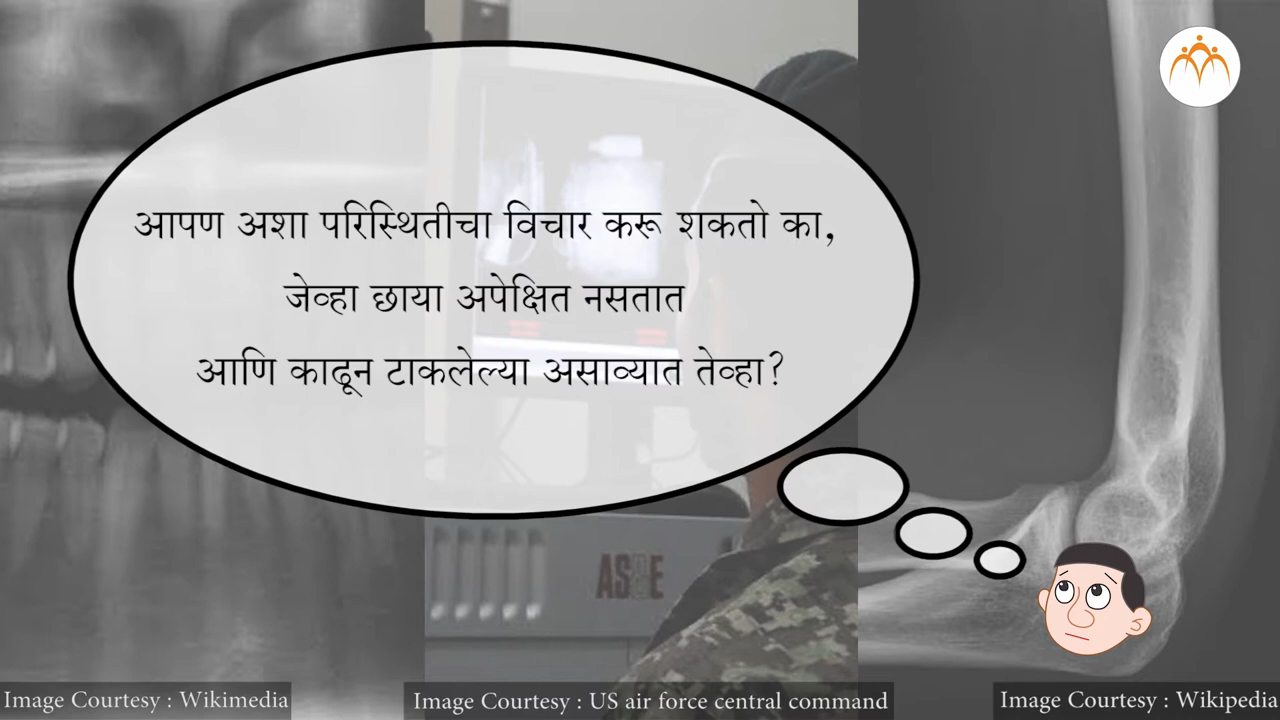 आपण अशा परिस्थितीचा विचार करू शकतो का,
जेव्हा छाया अपेक्षित नसतात
आणि काढून टाकलेल्या असाव्यात तेव्हा?
AS&E
Image Courtesy : Wikimedia
Image Courtesy : US air force central command
Image Courtesy : Wikipedia